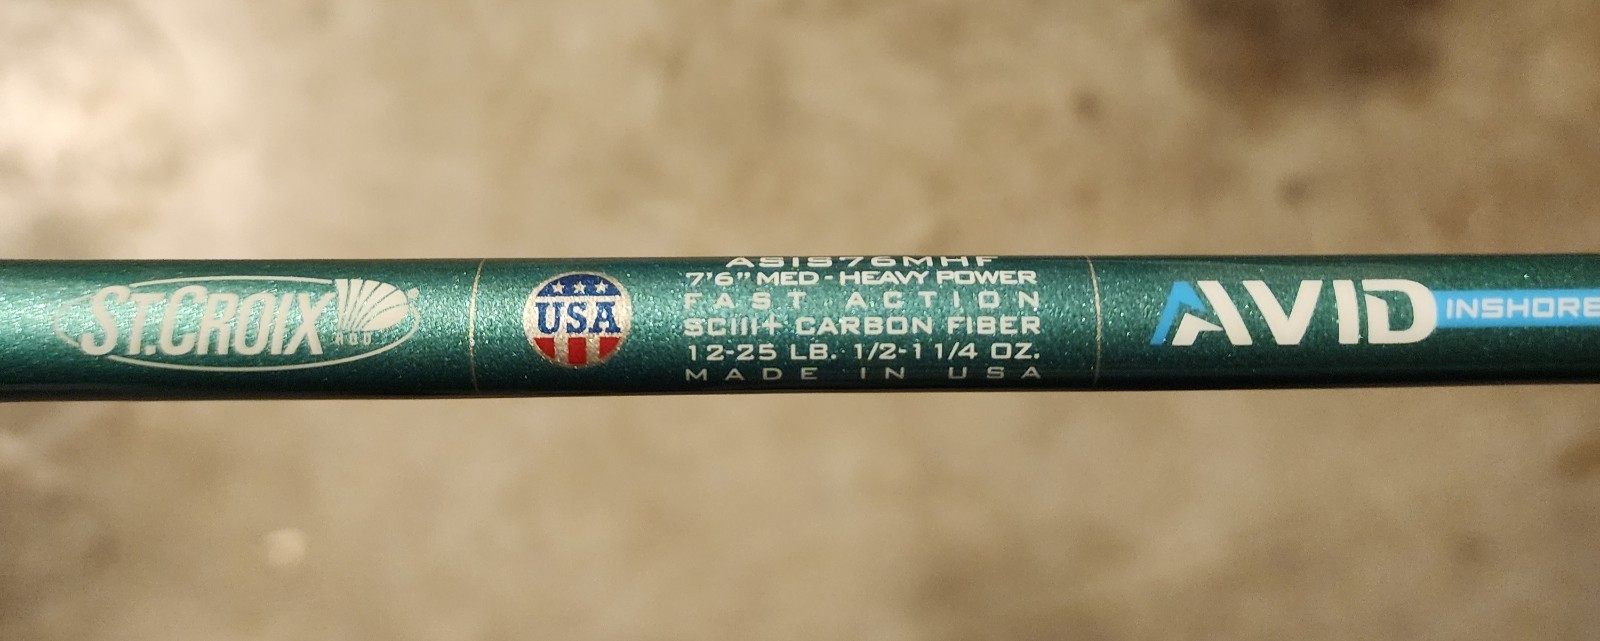 ST.CROIX
ROD
USA
ASIS76MHF
7'6" MED-HEAVY POWER
FAST ACTION
SCIII+ CARBON FIBER
12-25 LB. 1/2-1 1/4 OZ.
MADE IN USA
AVID
INSHORE